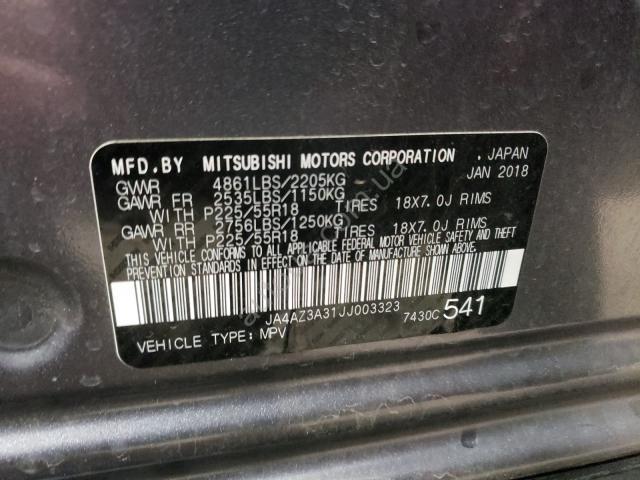 MFD.BY MITSUBISHI MOTORS CORPORATION . JAPAN
JAN 2018
GVWR 4861LBS/2205KG
GAWR FR 2535LBS/1150KG
WITH P225/55R18 TIRES 18X7.0J RIMS
GAWR RR 2756LBS/1250KG
WITH P225/55R18 TIRES 18X7.0J RIMS
THIS VEHICLE CONFORMS TO ALL APPLICABLE FEDERAL MOTOR VEHICLE SAFETY AND THEFT
PREVENTION STANDARDS IN EFFECT ON THE DATE OF MANUFACTURE SHOWN ABOVE.
JA4AZ3A31JJ003323
7430C 541
VEHICLE TYPE: MPV